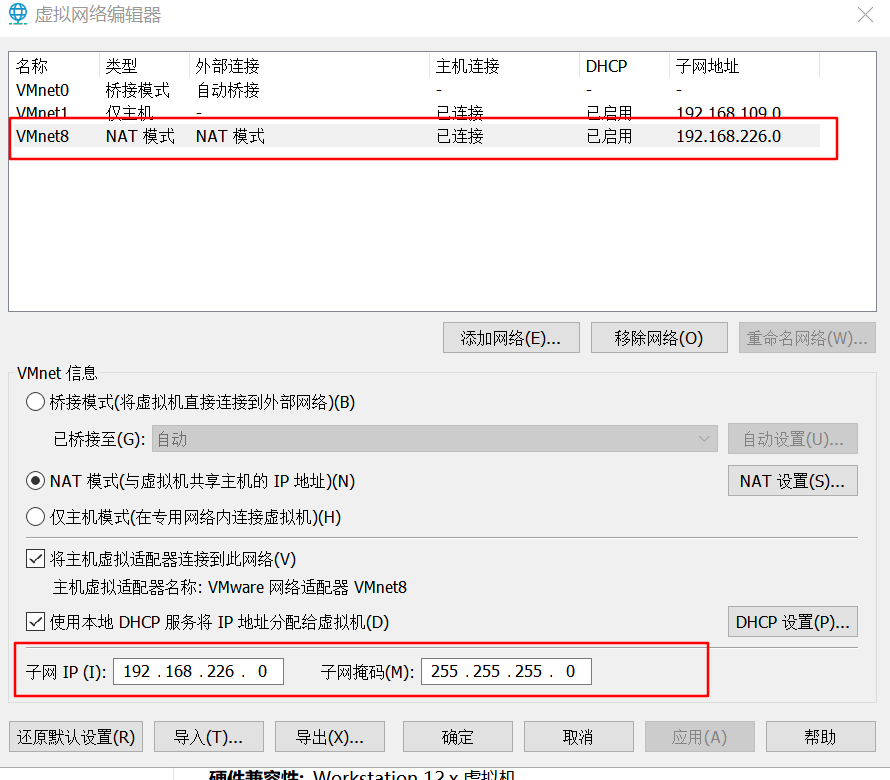 虚拟网络编辑器
名称 类型 外部连接 主机连接 DHCP 子网地址
VMnet0 桥接模式 自动桥接 - - -
VMnet1 仅主机... - 已连接 已启用 192.168.109.0
VMnet8 NAT 模式 NAT 模式 已连接 已启用 192.168.226.0
添加网络(E)... 移除网络(O) 重命名网络(W)...
VMnet 信息
桥接模式(将虚拟机直接连接到外部网络)(B)
已桥接至(G): 自动 自动设置(U)...
NAT 模式(与虚拟机共享主机的 IP 地址)(N) NAT 设置(S)...
仅主机模式(在专用网络内连接虚拟机)(H)
将主机虚拟适配器连接到此网络(V)
主机虚拟适配器名称: VMware 网络适配器 VMnet8
使用本地 DHCP 服务将 IP 地址分配给虚拟机(D) DHCP 设置(P)...
子网 IP (I): 192 . 168 . 226 . 0 子网掩码(M): 255 . 255 . 255 . 0
还原默认设置(R) 导入(T)... 导出(X)... 确定 取消 应用(A) 帮助
硬件兼容性: Workstation 12.x 虚拟机